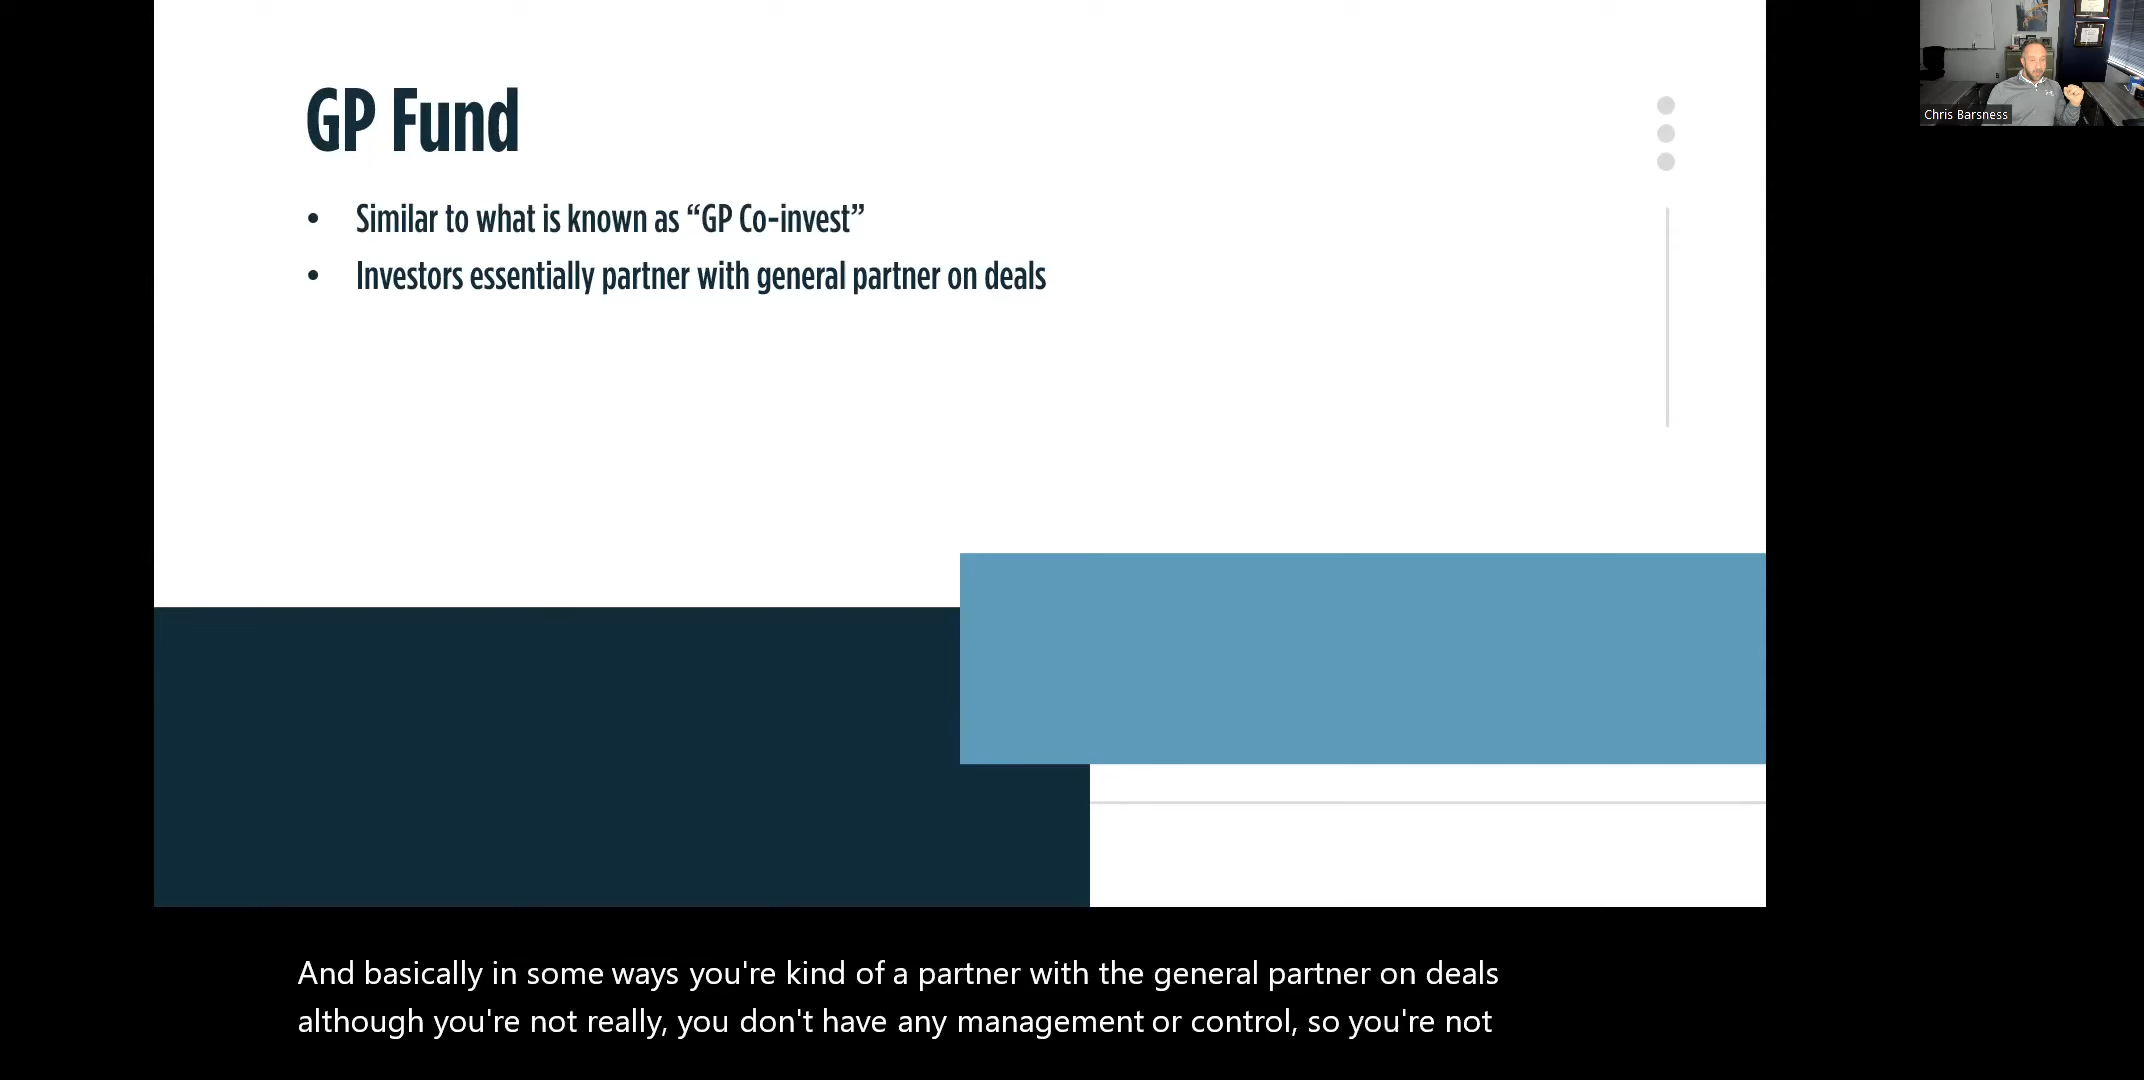 GP Fund
• Similar to what is known as “GP Co-invest”
• Investors essentially partner with general partner on deals
Chris Barsness
And basically in some ways you're kind of a partner with the general partner on deals
although you're not really, you don't have any management or control, so you're not